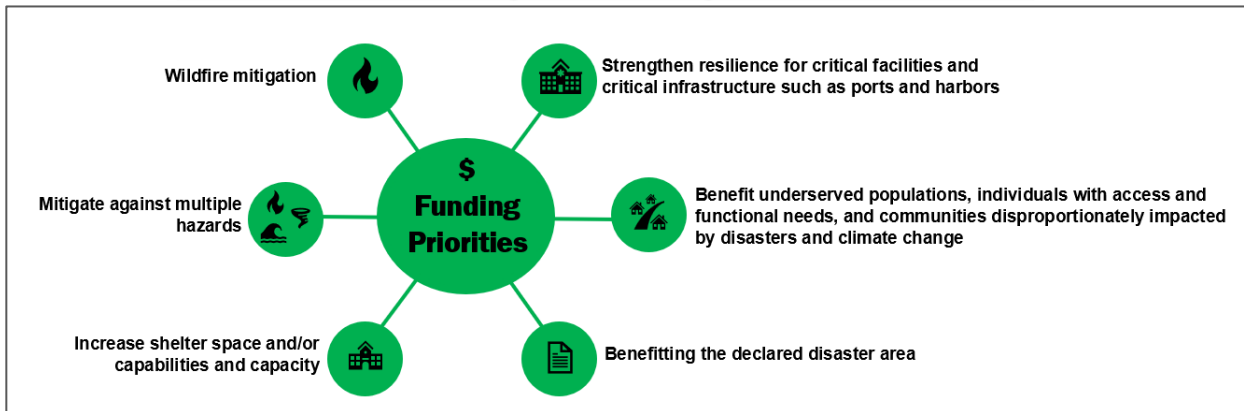 Wildfire mitigation
Strengthen resilience for critical facilities and
critical infrastructure such as ports and harbors
$
Funding
Priorities
Mitigate against multiple
hazards
Benefit underserved populations, individuals with access and
functional needs, and communities disproportionately impacted
by disasters and climate change
Increase shelter space and/or
capabilities and capacity
Benefitting the declared disaster area